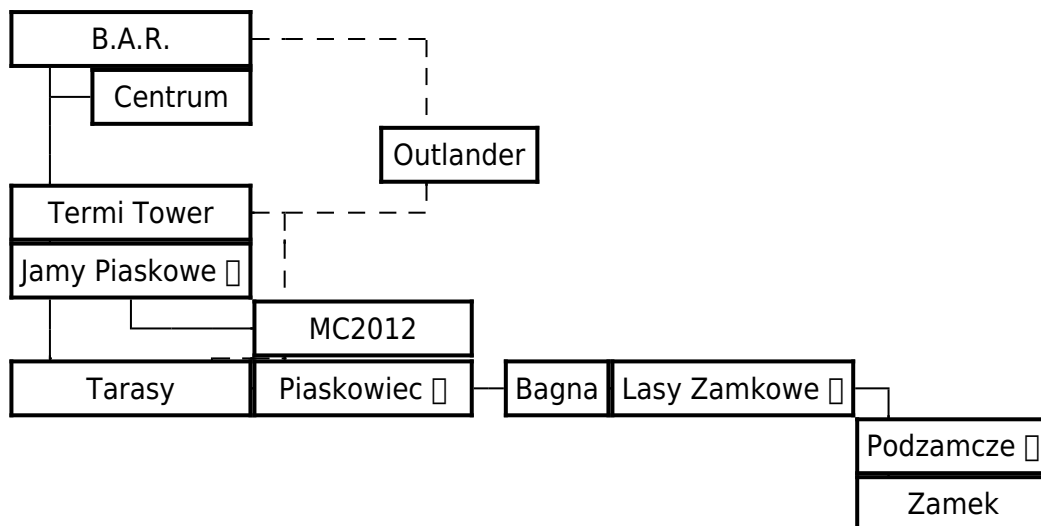 B.A.R.
Centrum
Outlander
Termi Tower
Jamy Piaskowe ▯
MC2012
Tarasy
Piaskowiec ▯
Bagna
Lasy Zamkowe ▯
Podzamcze ▯
Zamek